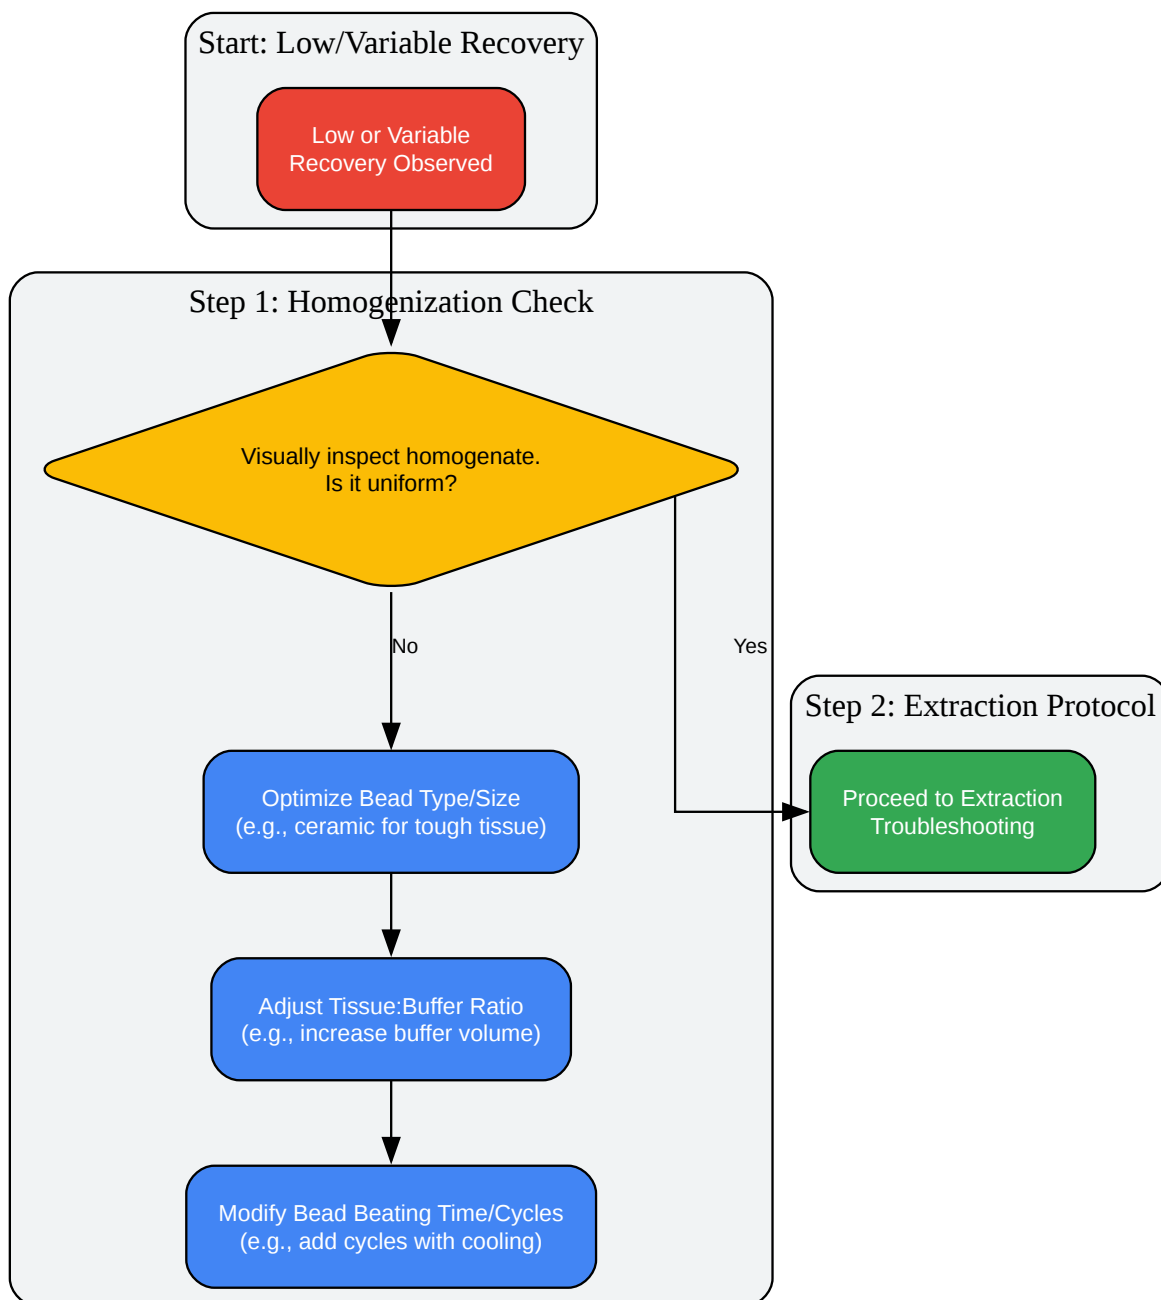 Start: Low/Variable Recovery
Low or Variable
Recovery Observed
Step 1: Homogenization Check
Visually inspect homogenate.
Is it uniform?
No
Yes
Step 2: Extraction Protocol
Optimize Bead Type/Size
(e.g., ceramic for tough tissue)
Proceed to Extraction
Troubleshooting
Adjust Tissue:Buffer Ratio
(e.g., increase buffer volume)
Modify Bead Beating Time/Cycles
(e.g., add cycles with cooling)